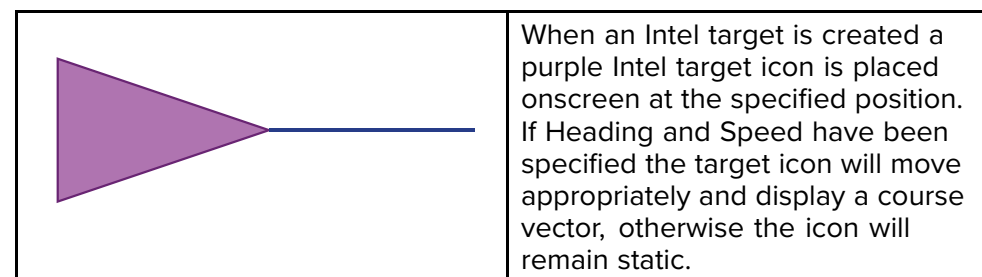 When an Intel target is created a
purple Intel target icon is placed
onscreen at the specified position.
If Heading and Speed have been
specified the target icon will move
appropriately and display a course
vector, otherwise the icon will
remain static.